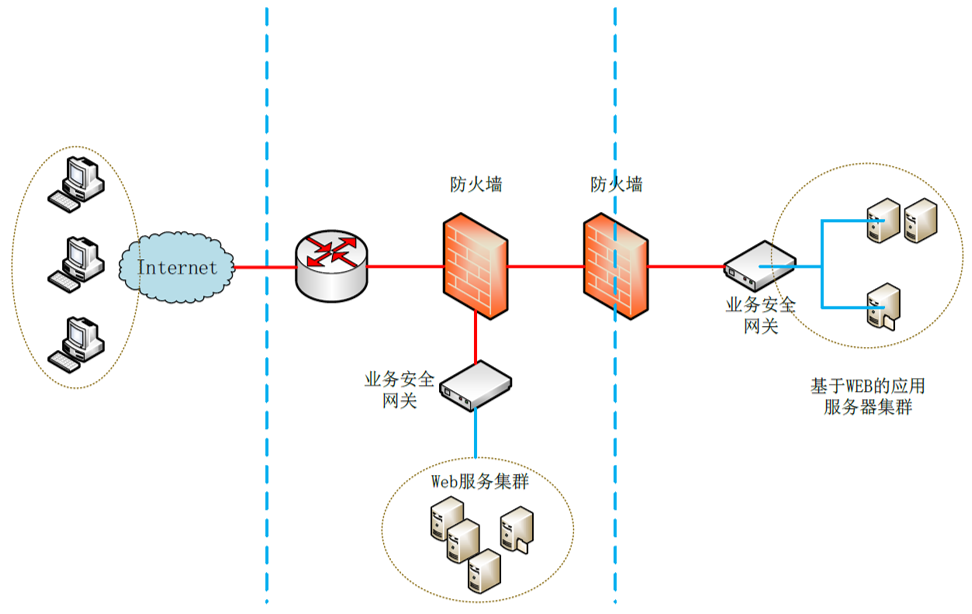 防火墙
防火墙
Internet
业务安全
网关
业务安全
网关
基于WEB的应用
服务器集群
Web服务集群